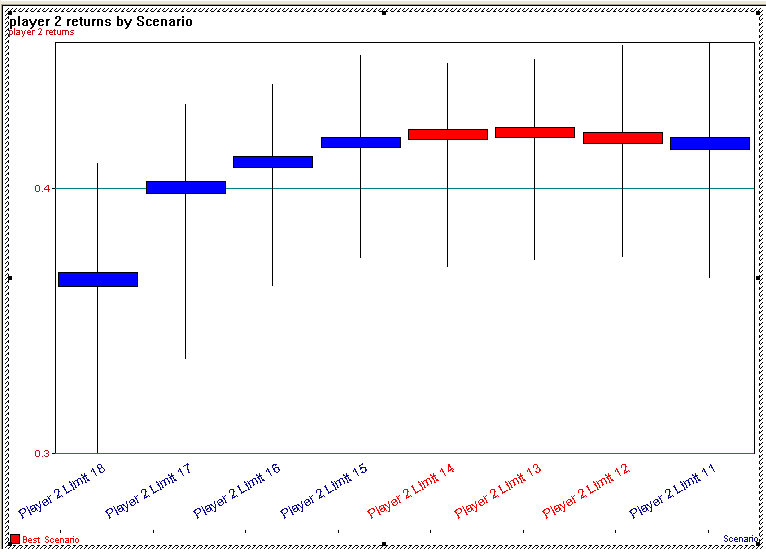 player 2 returns by Scenario
player 2 returns
0.4
0.3
Player 2 Limit 18
Player 2 Limit 17
Player 2 Limit 16
Player 2 Limit 15
Player 2 Limit 14
Player 2 Limit 13
Player 2 Limit 12
Player 2 Limit 11
Best Scenario
Scenario